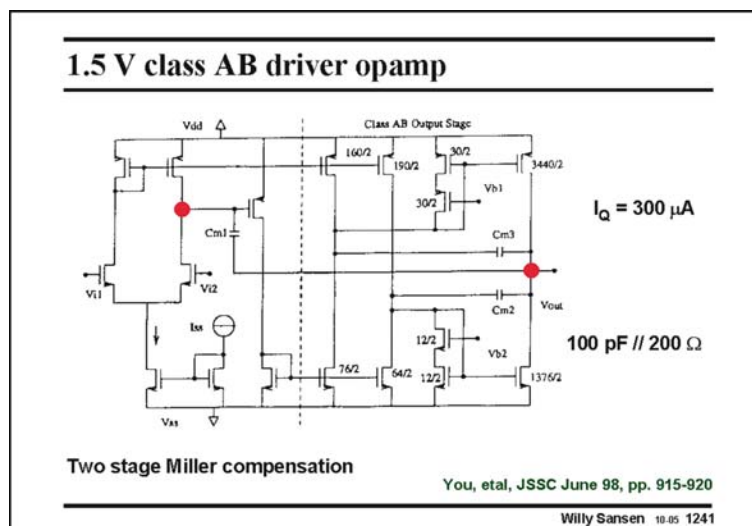 1.5 V class AB driver opamp
Vdd
Class AB Output Stage
160/2
190/2
30/2
3440/2
30/2
Vb1
IQ = 300 μA
Cm1
Cm3
Vi1
Vi2
Vout
Cm2
Iss
12/2
Vb2
100 pF // 200 Ω
76/2
64/2
12/2
1376/2
Vss
Two stage Miller compensation
You, etal, JSSC June 98, pp. 915-920
Willy Sansen 10-05 1241